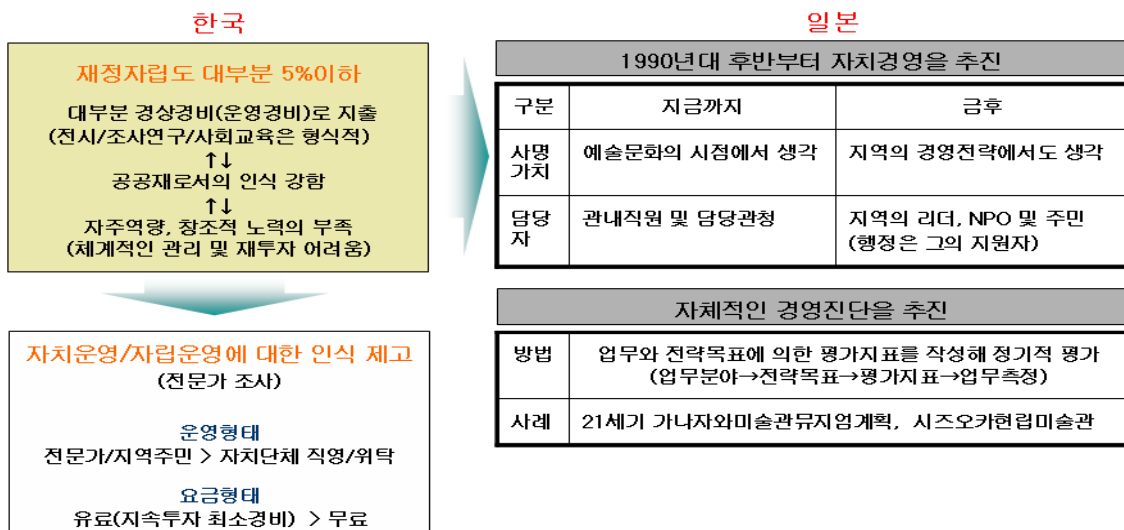 한국
재정자립도 대부분 5%이하
대부분 경상경비(운영경비)로 지출
(전시/조사연구/사회교육은 형식적)
↑↓
공공재로서의 인식 강함
↑↓
자주역량, 창조적 노력의 부족
(체계적인 관리 및 재투자 어려움)
자치운영/자립운영에 대한 인식 제고
(전문가 조사)
운영형태
전문가/지역주민 > 자치단체 직영/위탁
요금형태
유료(지속투자 최소경비) > 무료
일본
1990년대 후반부터 자치경영을 추진
구분 지금까지 금후
사명 가치 예술문화의 시점에서 생각 지역의 경영전략에서도 생각
담당 자 관내직원 및 담당관청 지역의 리더, NPO 및 주민
(행정은 그의 지원자)
자체적인 경영진단을 추진
방법 업무와 전략목표에 의한 평가지표를 작성해 정기적 평가
(업무분야→전략목표→평가지표→업무측정)
사례 21세기 가나자와미술관뮤지엄계획, 시즈오카현립미술관